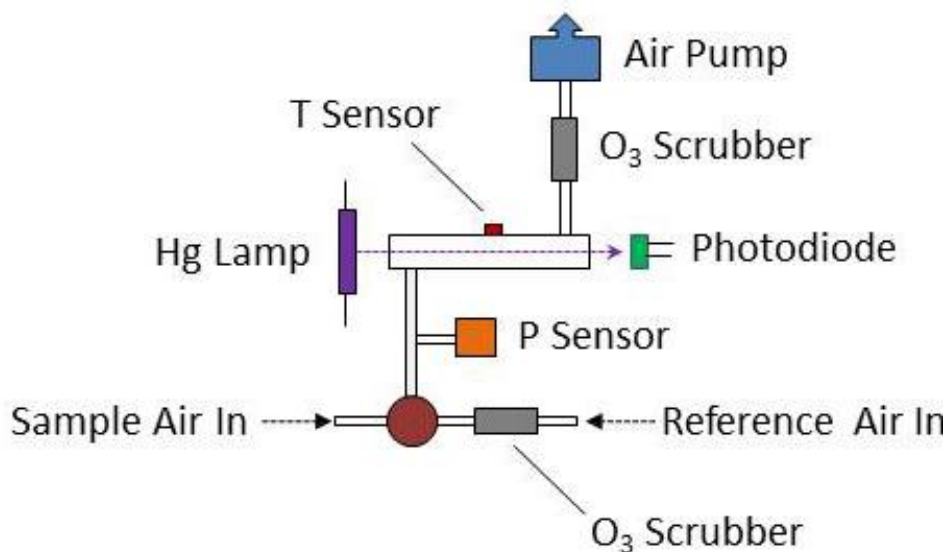 Air Pump
T Sensor
O₃ Scrubber
Hg Lamp
Photodiode
P Sensor
Sample Air In
Reference Air In
O₃ Scrubber